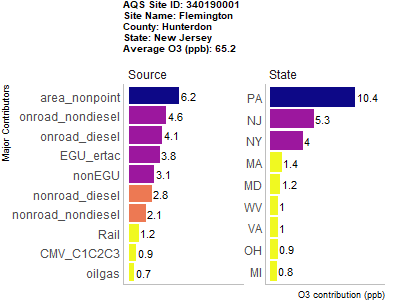 AQS Site ID: 340190001
Site Name: Flemington
County: Hunterdon
State: New Jersey
Average O3 (ppb): 65.2
Major Contributors
Source
area_nonpoint 6.2
onroad_nondiesel 4.6
onroad_diesel 4.1
EGU_ertac 3.8
nonEGU 3.1
nonroad_diesel 2.8
nonroad_nondiesel 2.1
Rail 1.2
CMV_C1C2C3 0.9
oilgas 0.7
State
PA 10.4
NJ 5.3
NY 4
MA 1.4
MD 1.2
WV 1
VA 1
OH 0.9
MI 0.8
O3 contribution (ppb)